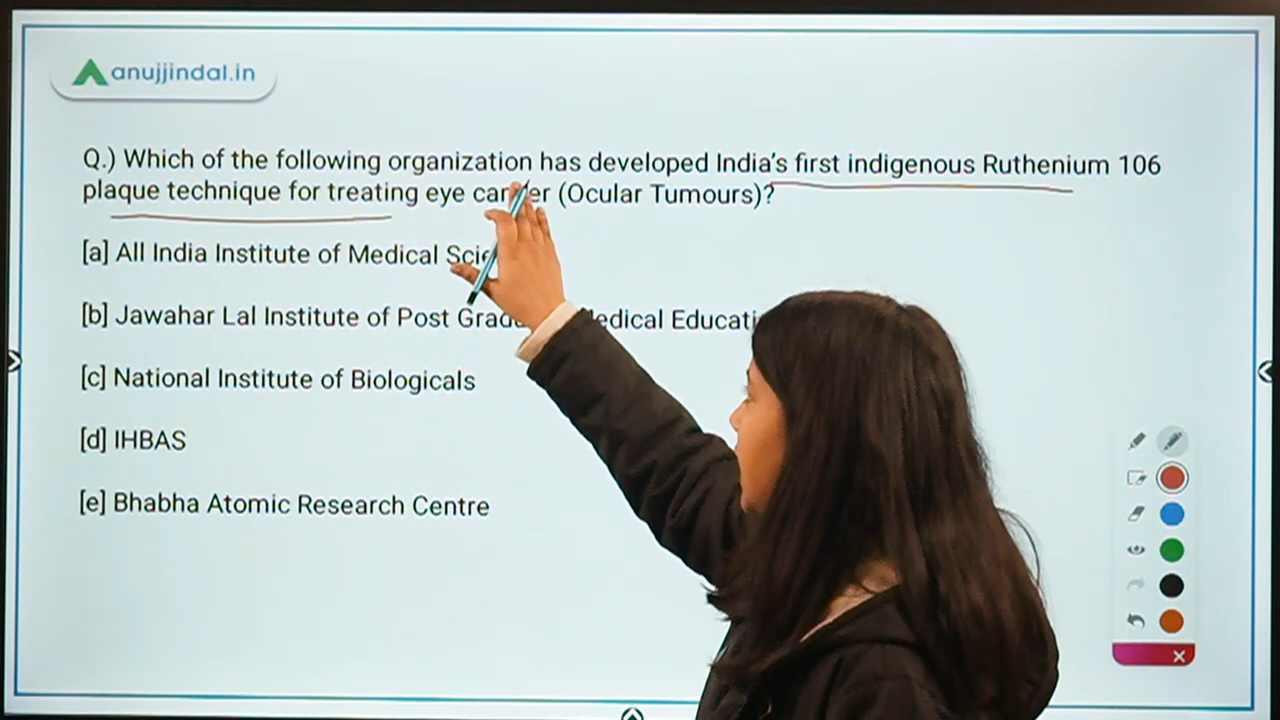 anujjindal.in
Q.) Which of the following organization has developed India's first indigenous Ruthenium 106
plaque technique for treating eye (Ocular Tumours)?
[a] All India Institute of Medical
[b] Jawahar Lal Institute of Post
[c] National Institute of Biologicals
[d] IHBAS
[e] Bhabha Atomic Research Centre